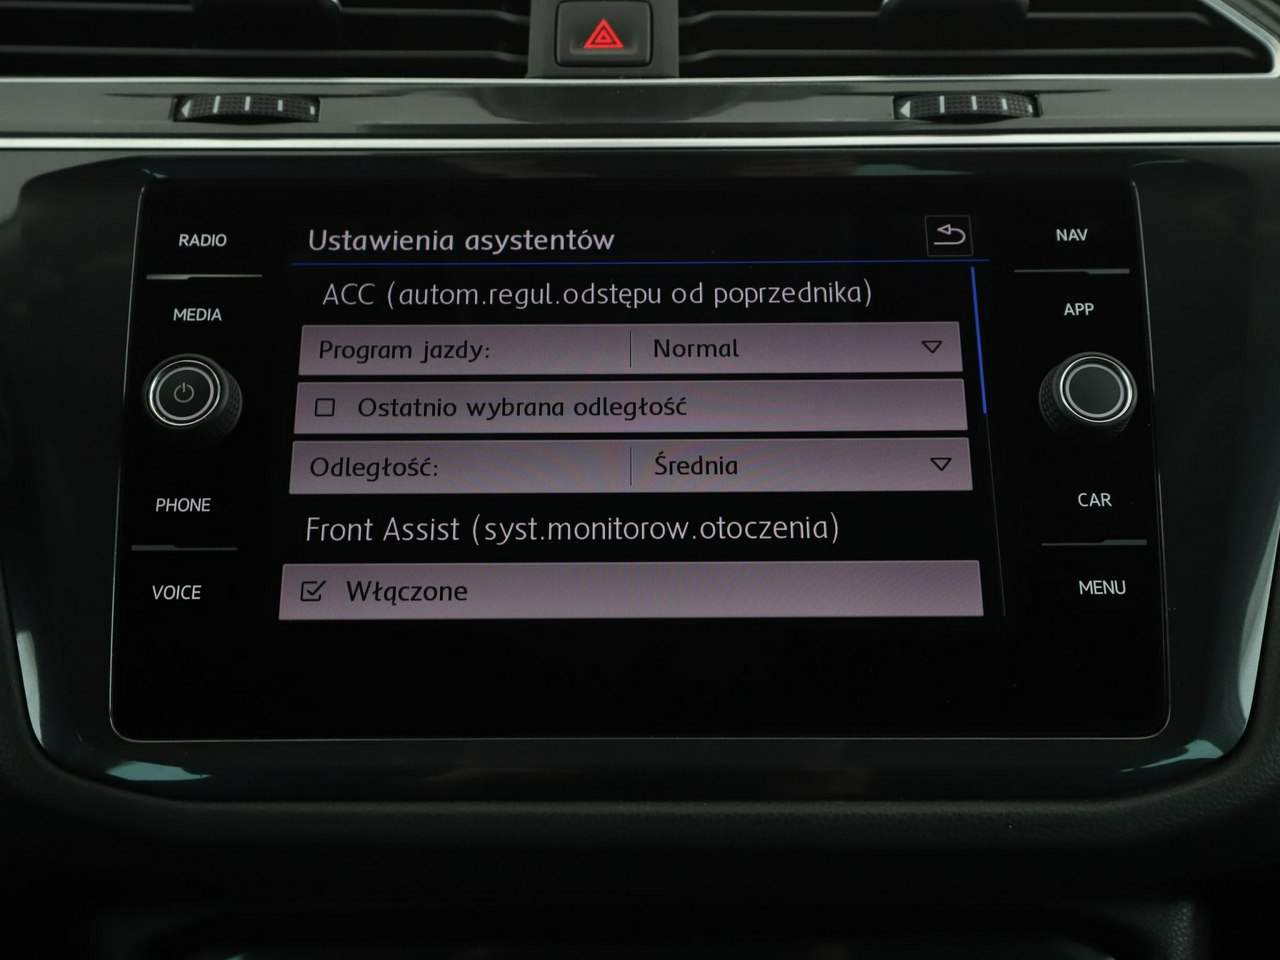 RADIO
MEDIA
PHONE
VOICE
Ustawienia asystentów
ACC (autom.regul.odstępu od poprzednika)
Program jazdy: Normal
Ostatnio wybrana odległość
Odległość: Średnia
Front Assist (syst.monitorow.otoczenia)
Włączone
NAV
APP
CAR
MENU